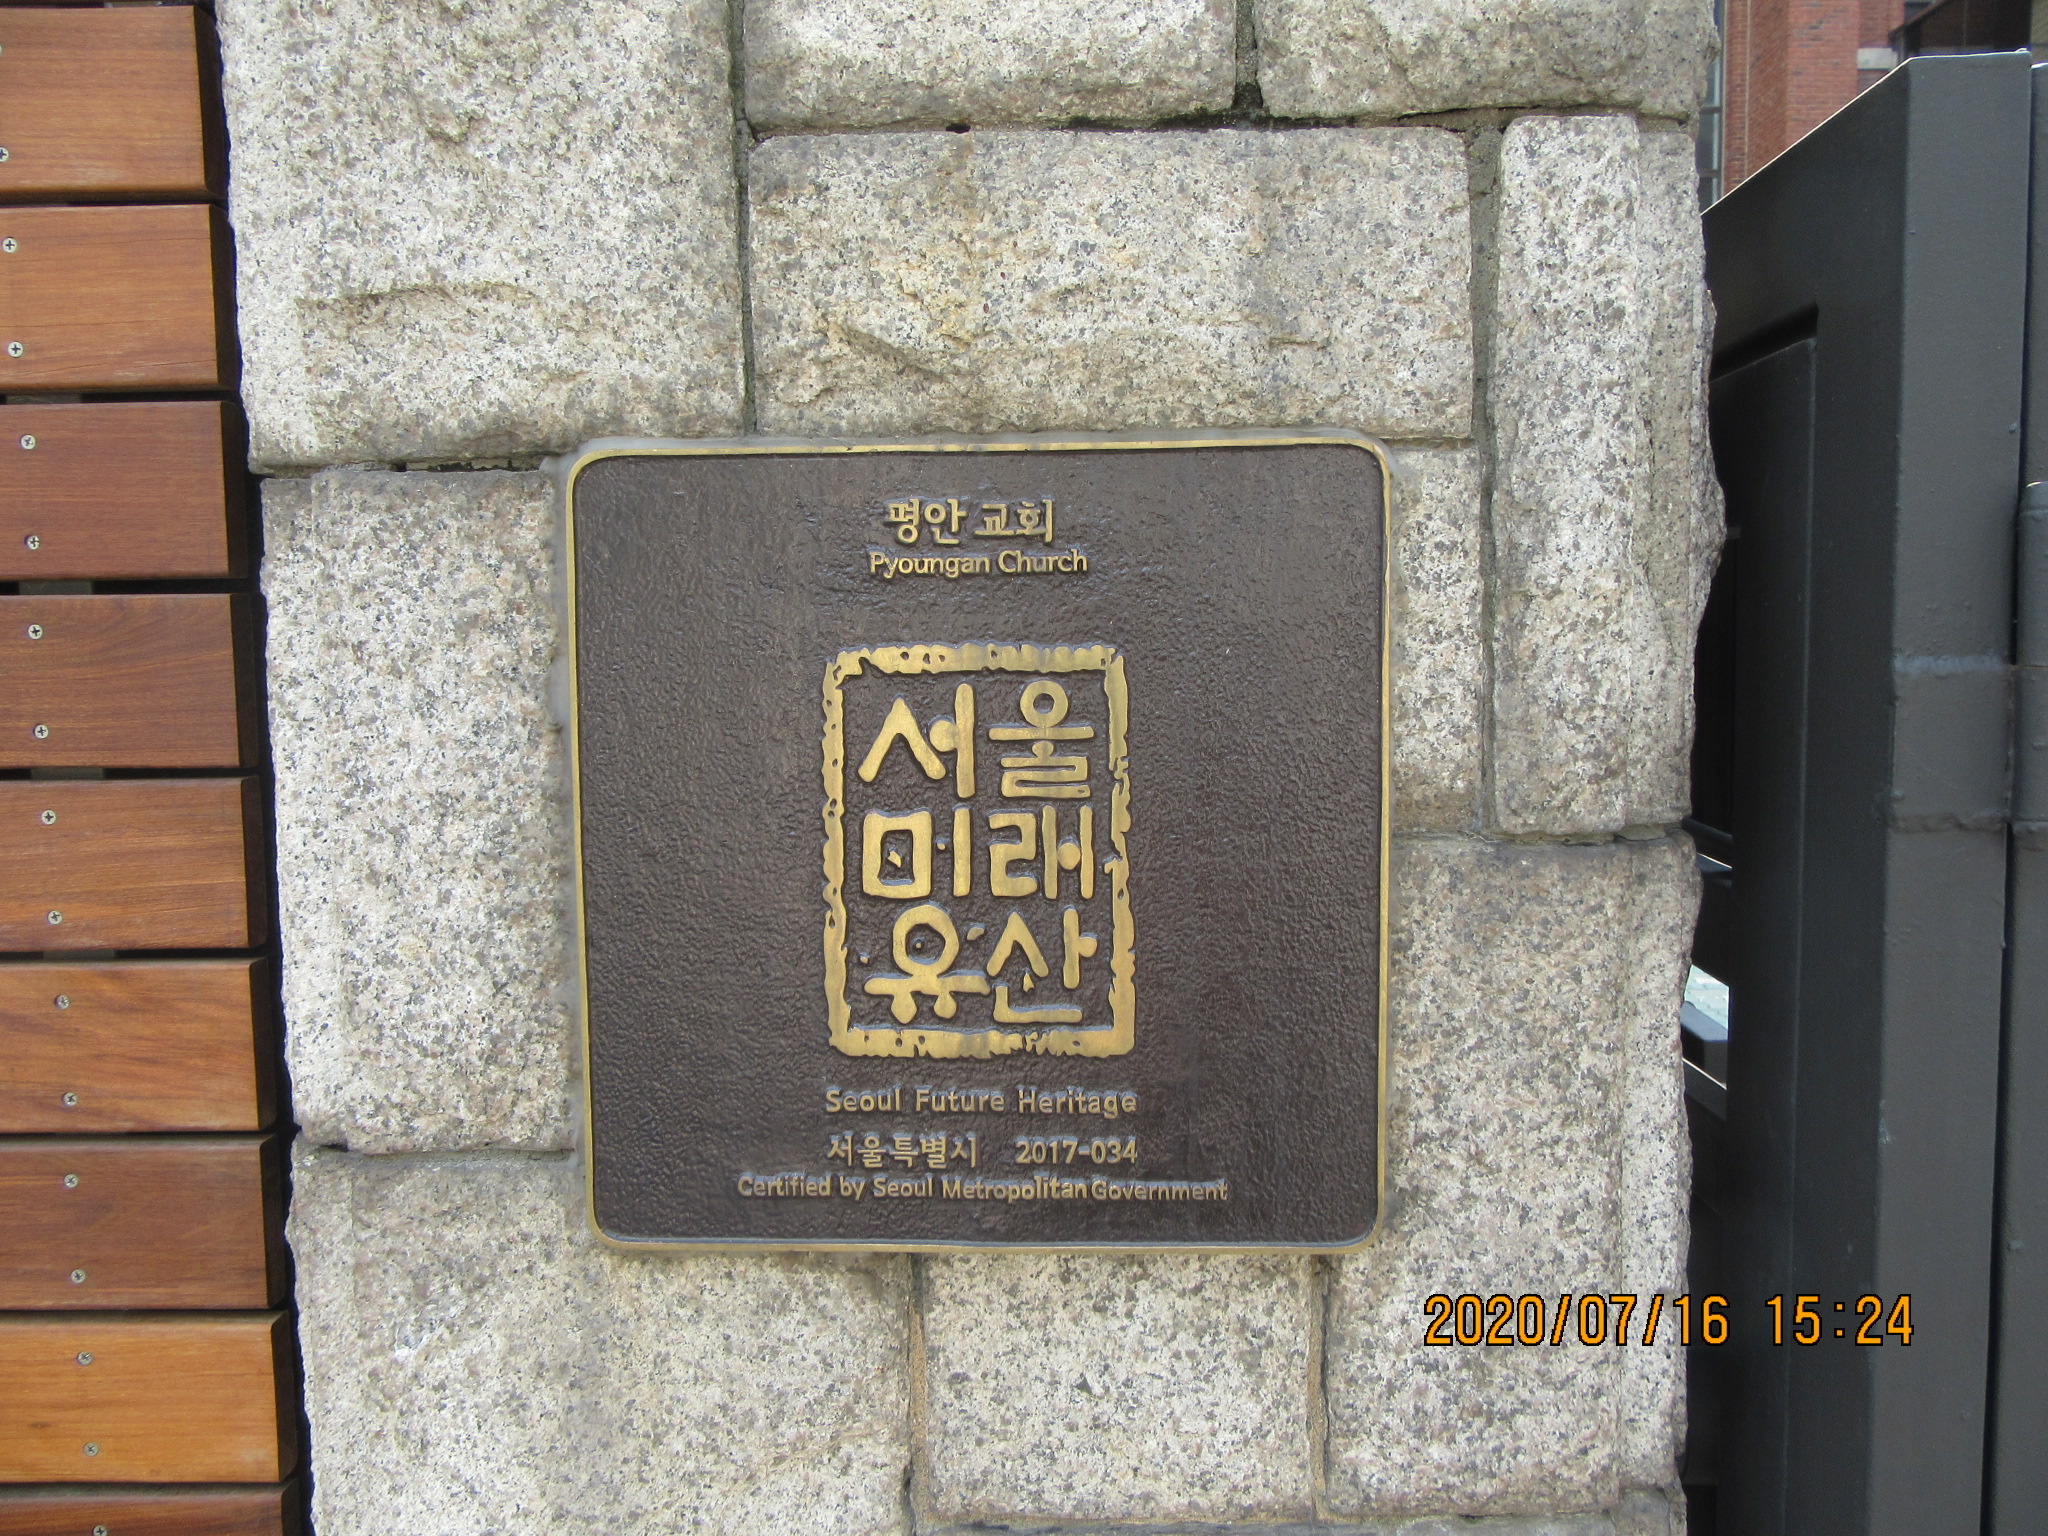 평안 교회
Pyoungan Church
서울
미래
유산
Seoul Future Heritage
서울특별시 2017-034
Certified by Seoul Metropolitan Government
2020/07/16 15:24